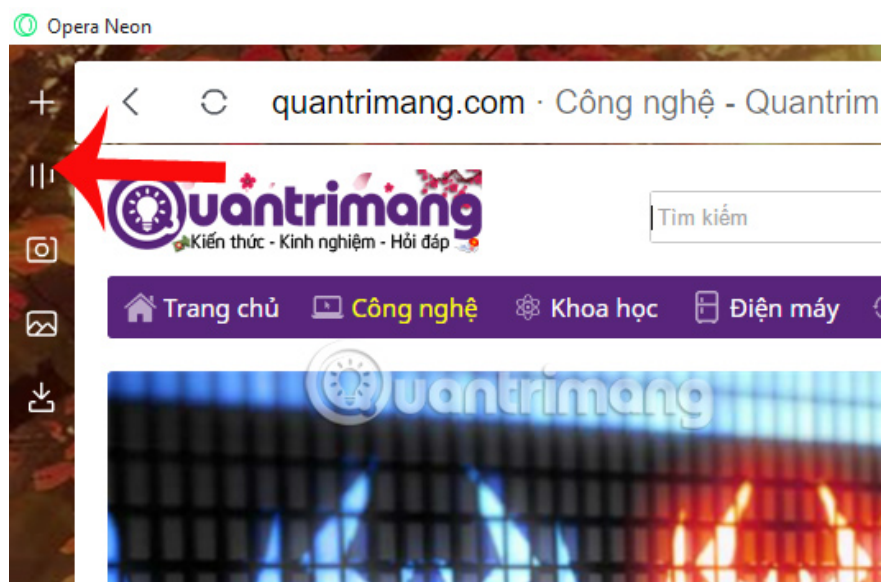 Opera Neon
quantrimang.com · Công nghệ - Quantrim
Quantrimang
Kiến thức - Kinh nghiệm - Hỏi đáp
Tìm kiếm
Trang chủ Công nghệ Khoa học Điện máy
Quantrimang